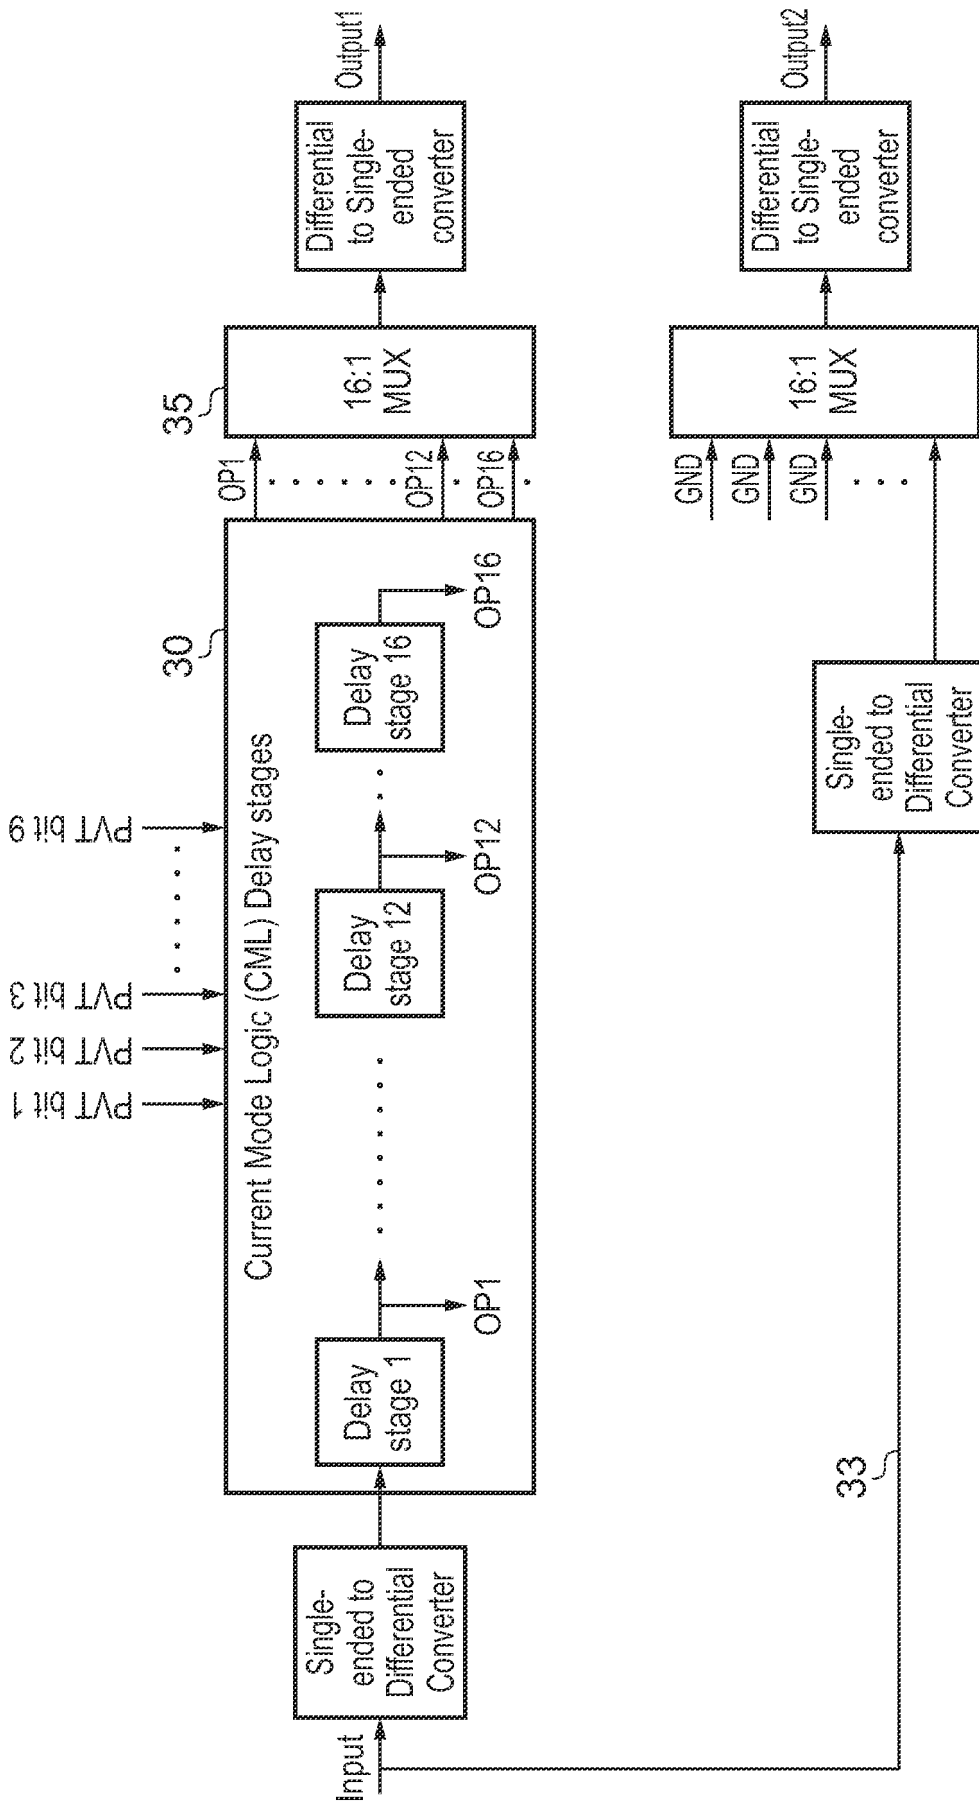 Input
Single-
ended to
Differential
Converter
PVT bit 1
PVT bit 2
PVT bit 3
PVT bit 9
Current Mode Logic (CML) Delay stages
30
Delay
stage 1
OP1
Delay
stage 12
OP12
Delay
stage 16
OP16
OP1
OP12
OP16
35
16:1
MUX
Differential
to Single-
ended
converter
Output1
33
Single-
ended to
Differential
Converter
GND
GND
GND
16:1
MUX
Differential
to Single-
ended
converter
Output2